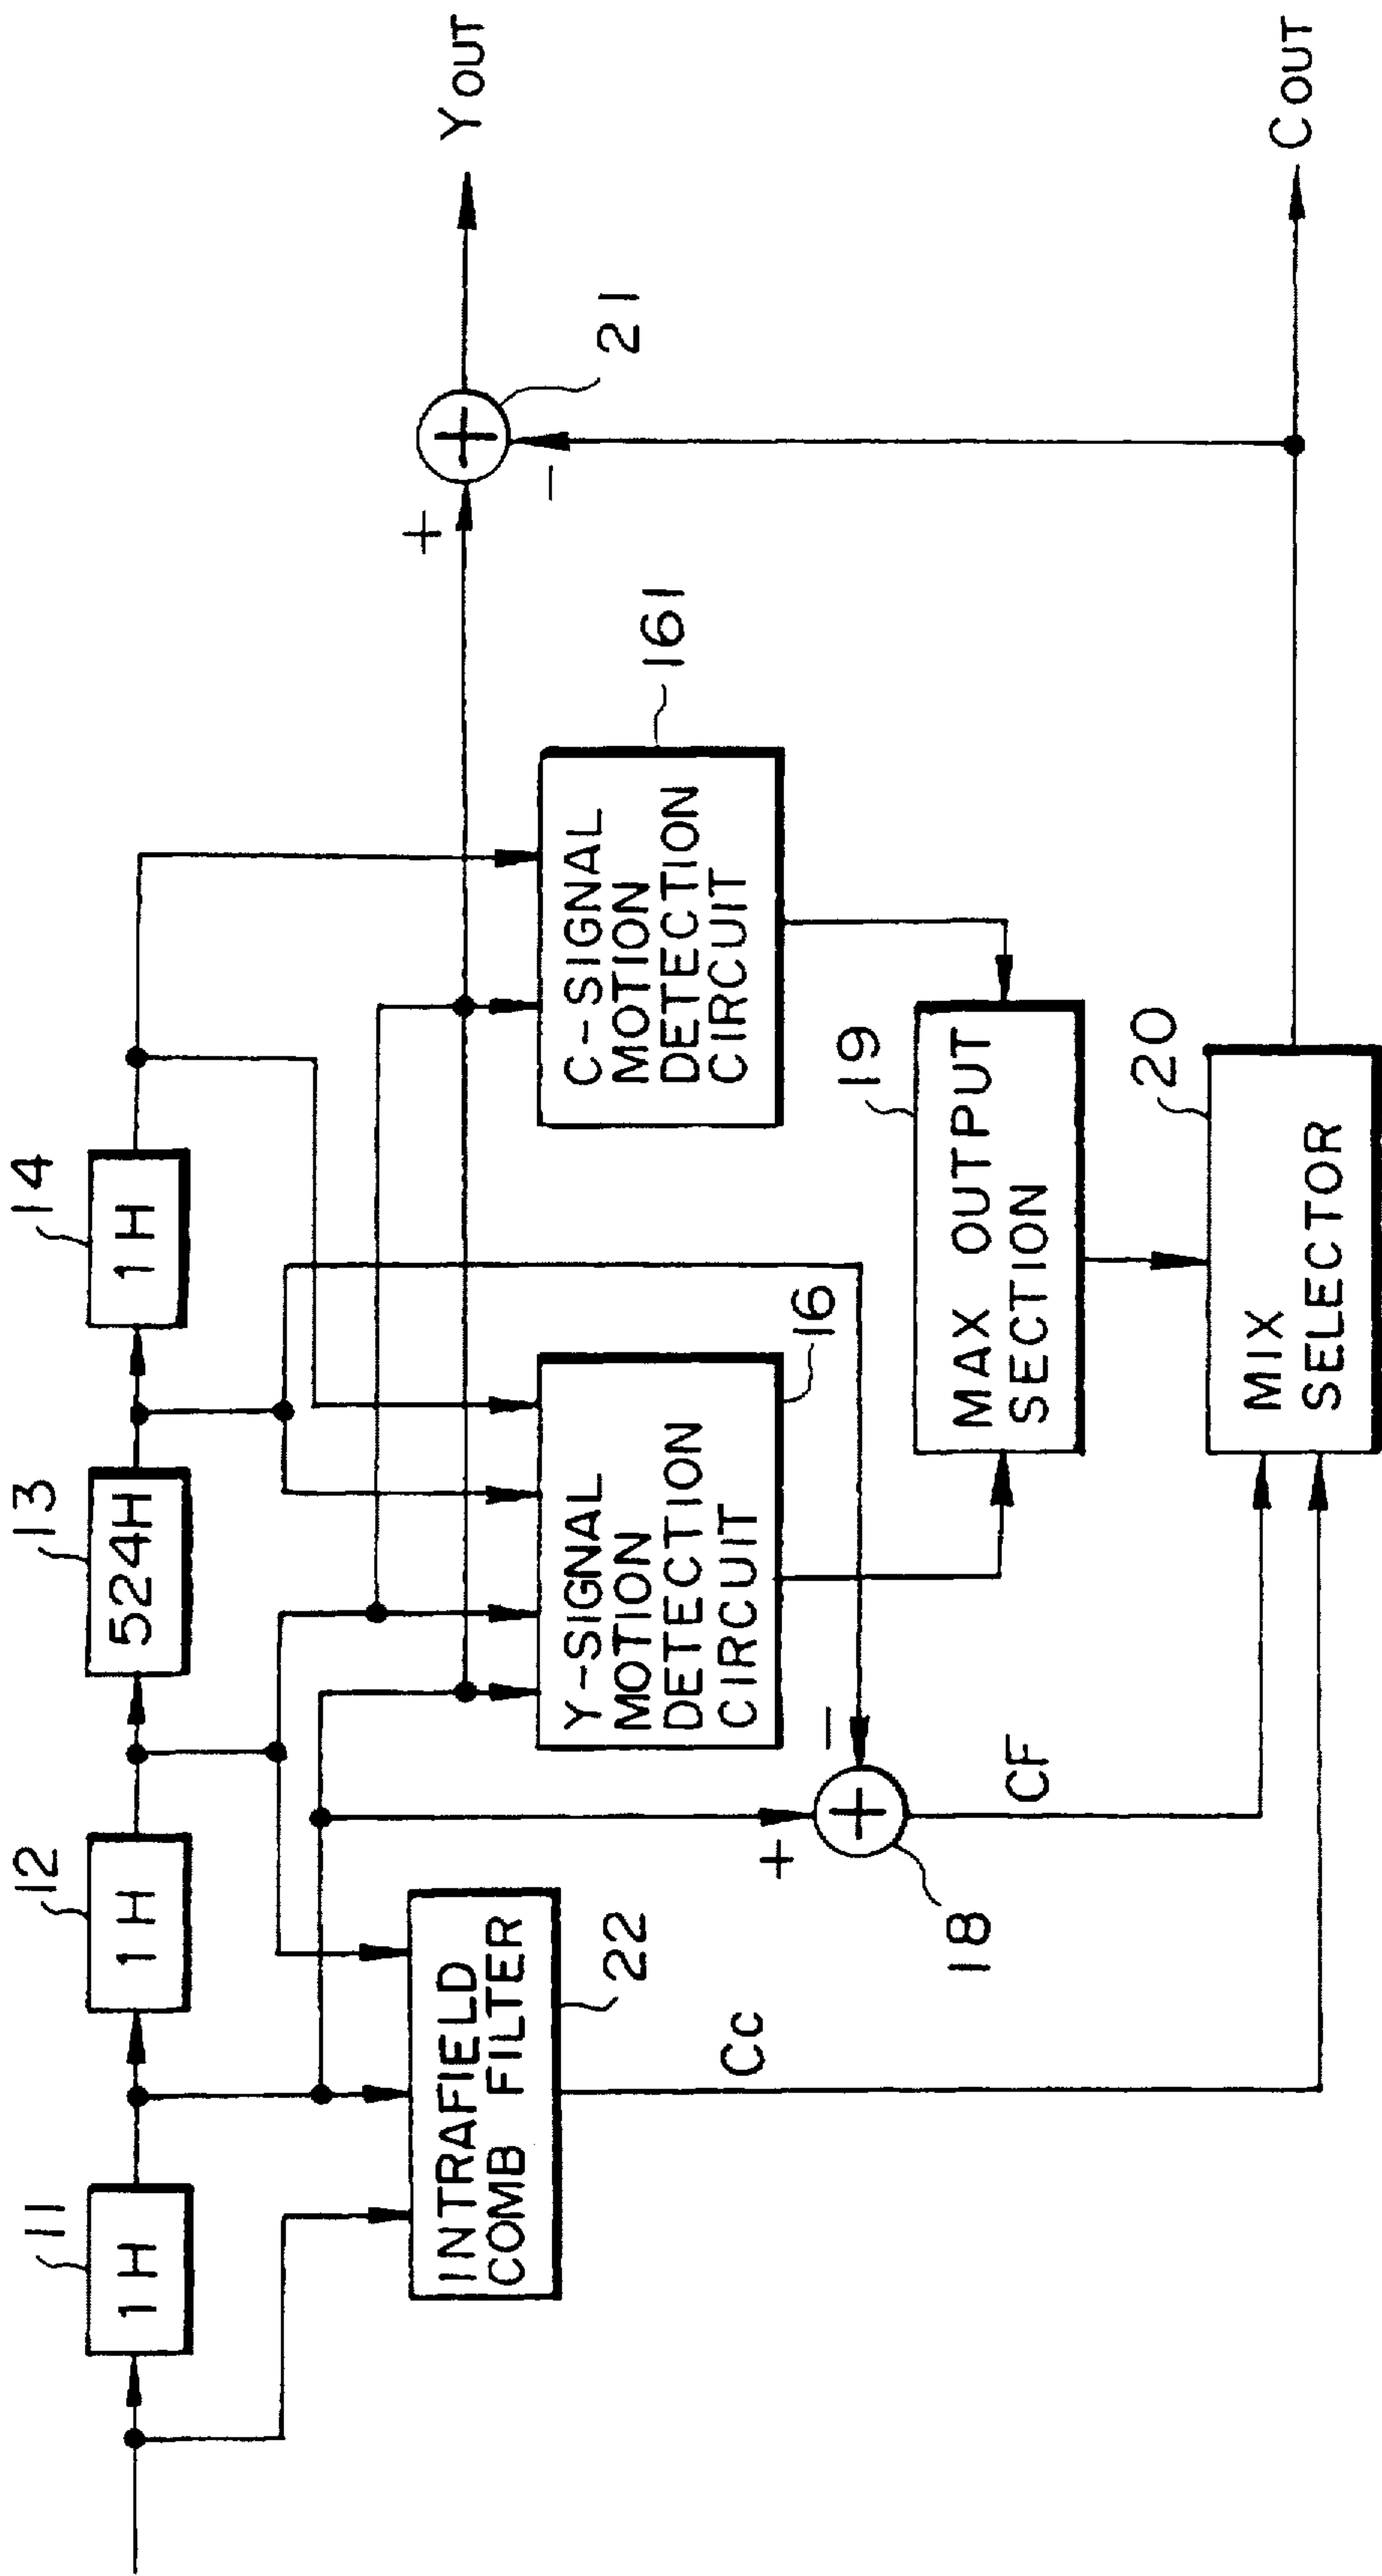 11
1H
12
1H
13
524H
14
1H
INTRAFIELD
COMB FILTER
22
Cc
+
−
18
CF
Y-SIGNAL
MOTION
DETECTION
CIRCUIT
16
C-SIGNAL
MOTION
DETECTION
CIRCUIT
161
19
MAX OUTPUT
SECTION
20
MIX
SELECTOR
+
−
21
YOUT
COUT